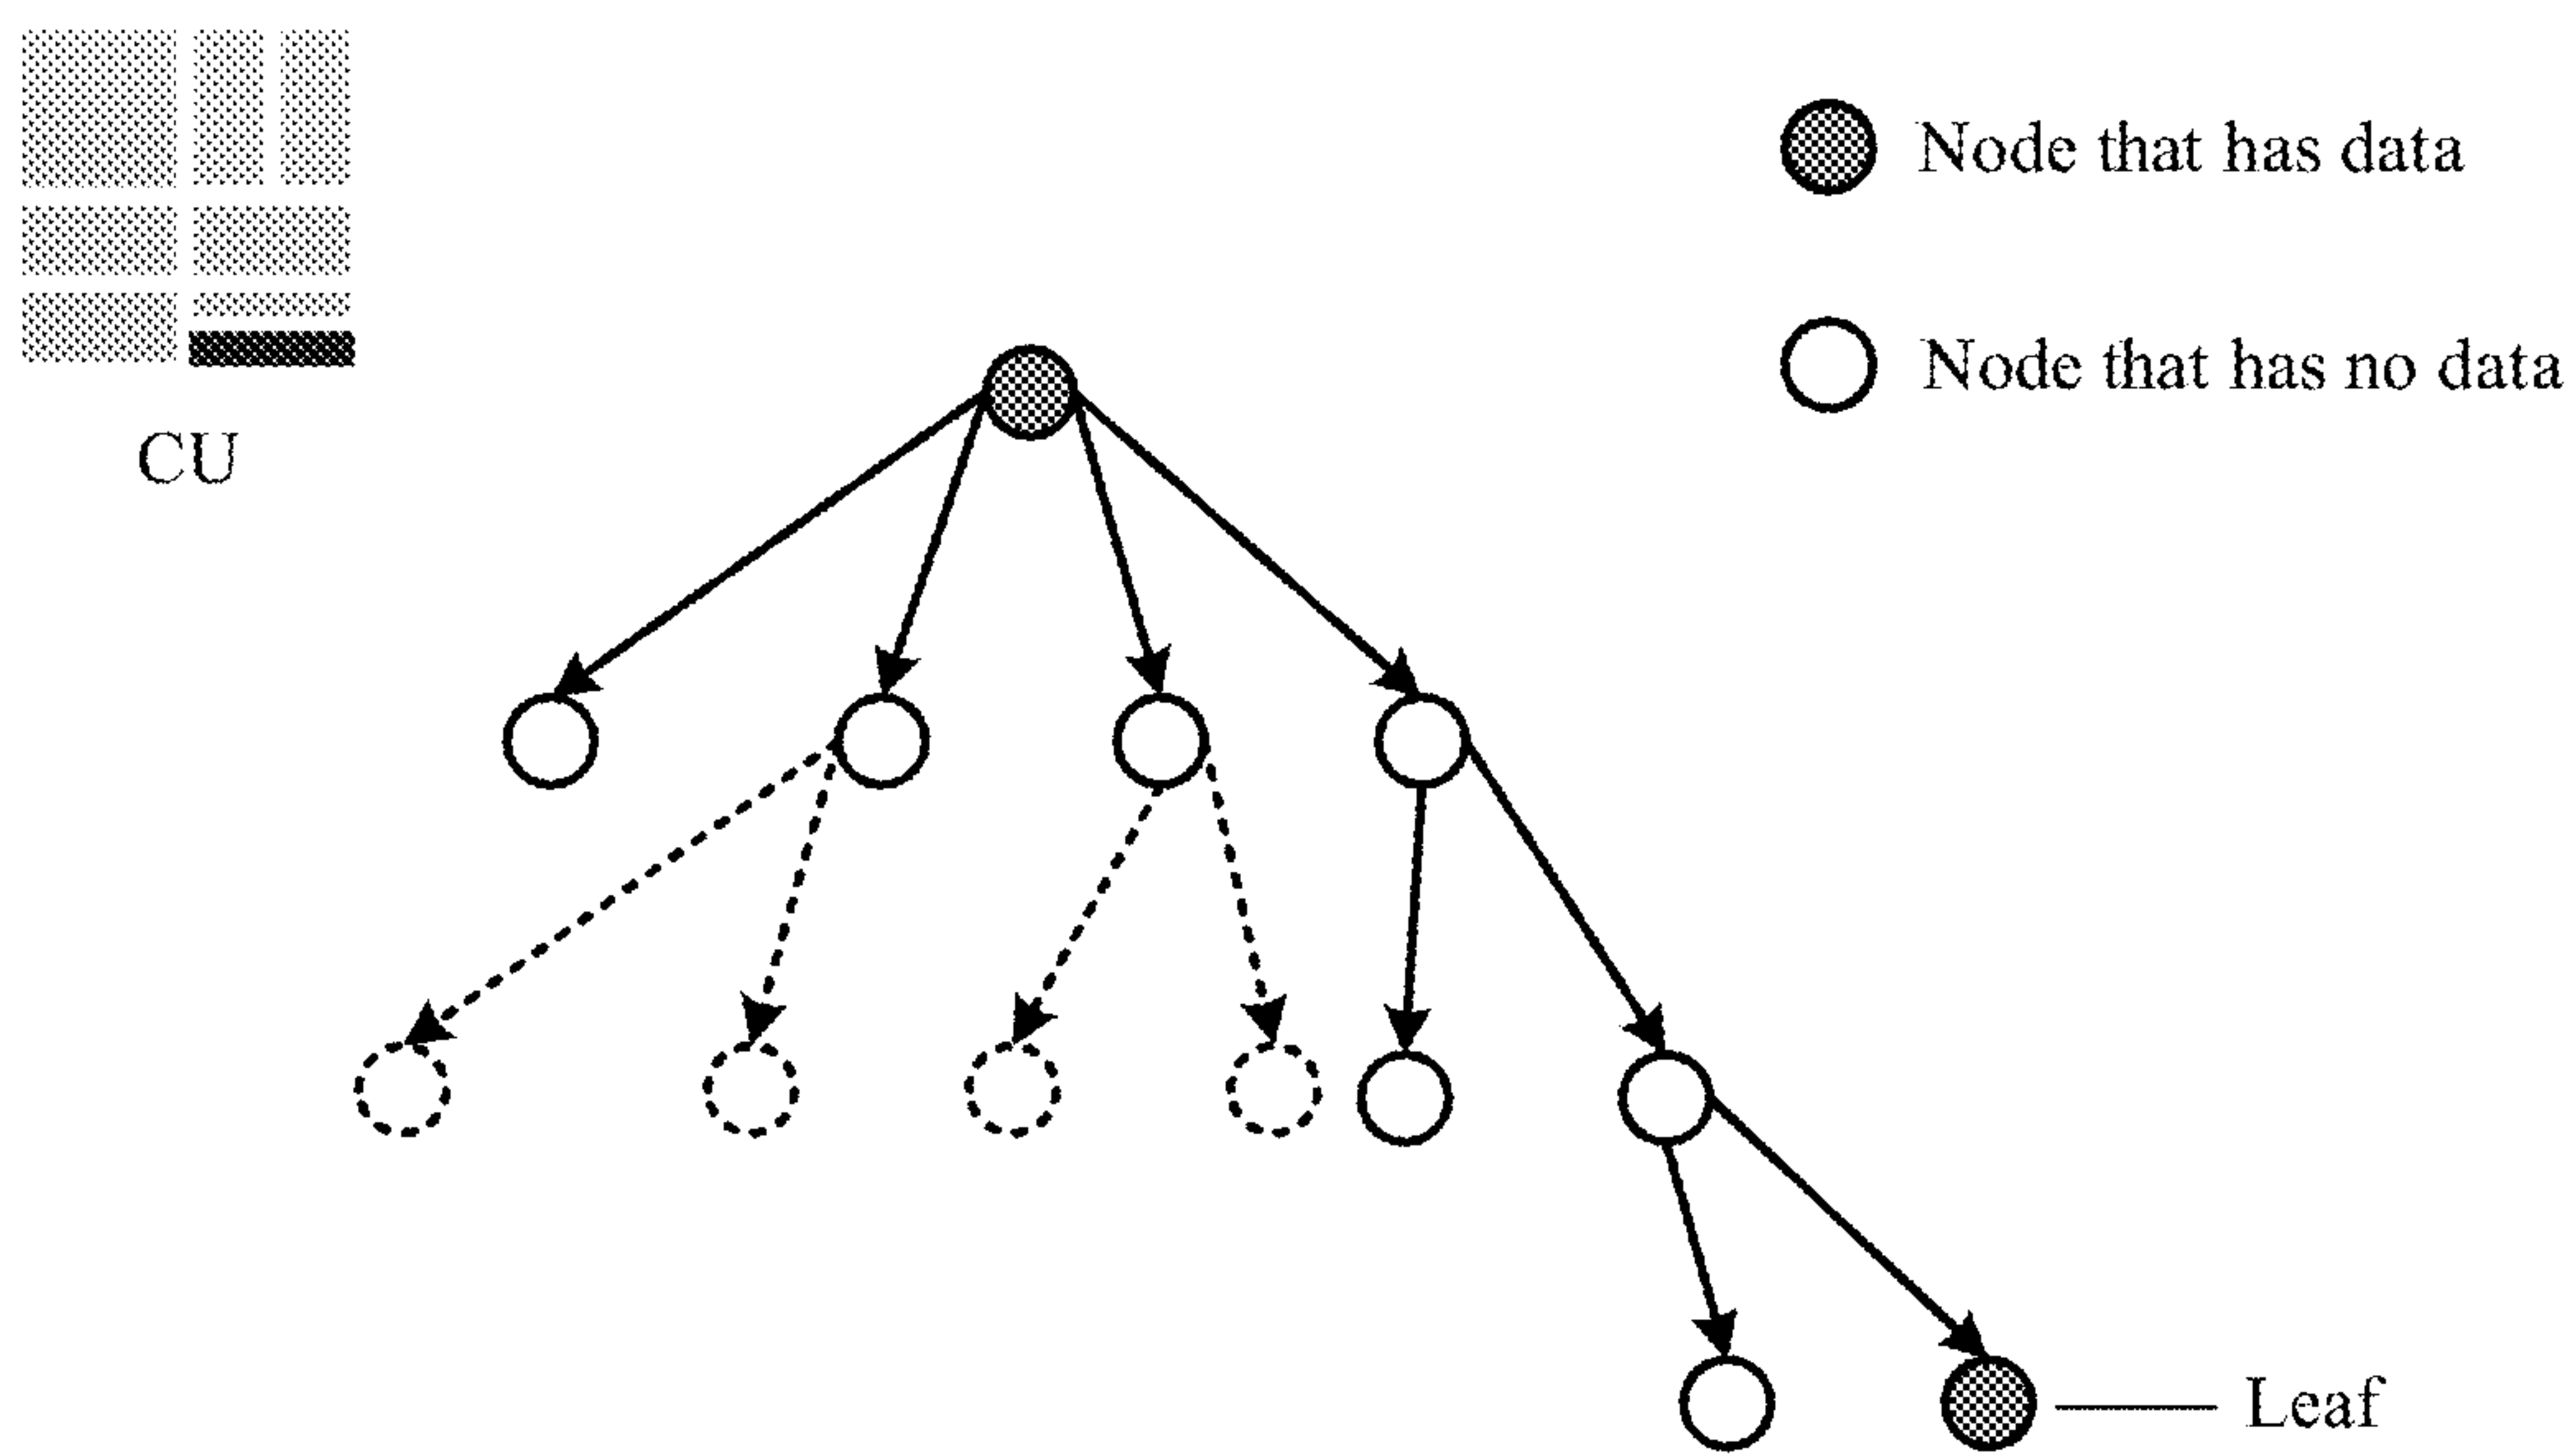 Node that has data
Node that has no data
CU
Leaf